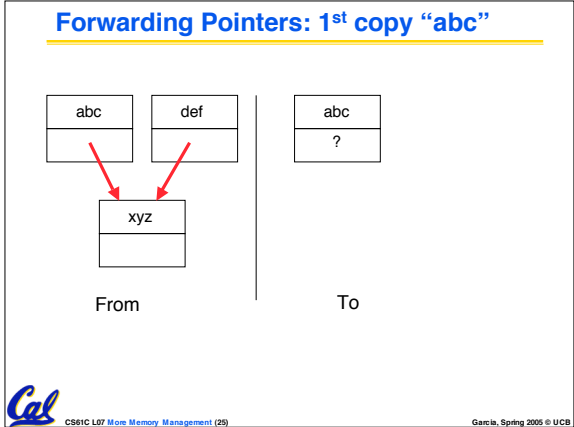 Forwarding Pointers: 1st copy “abc”
abc
def
abc
?
xyz
From
To
Cal
CS61C L07 More Memory Management (25)
Garcia, Spring 2005 © UCB